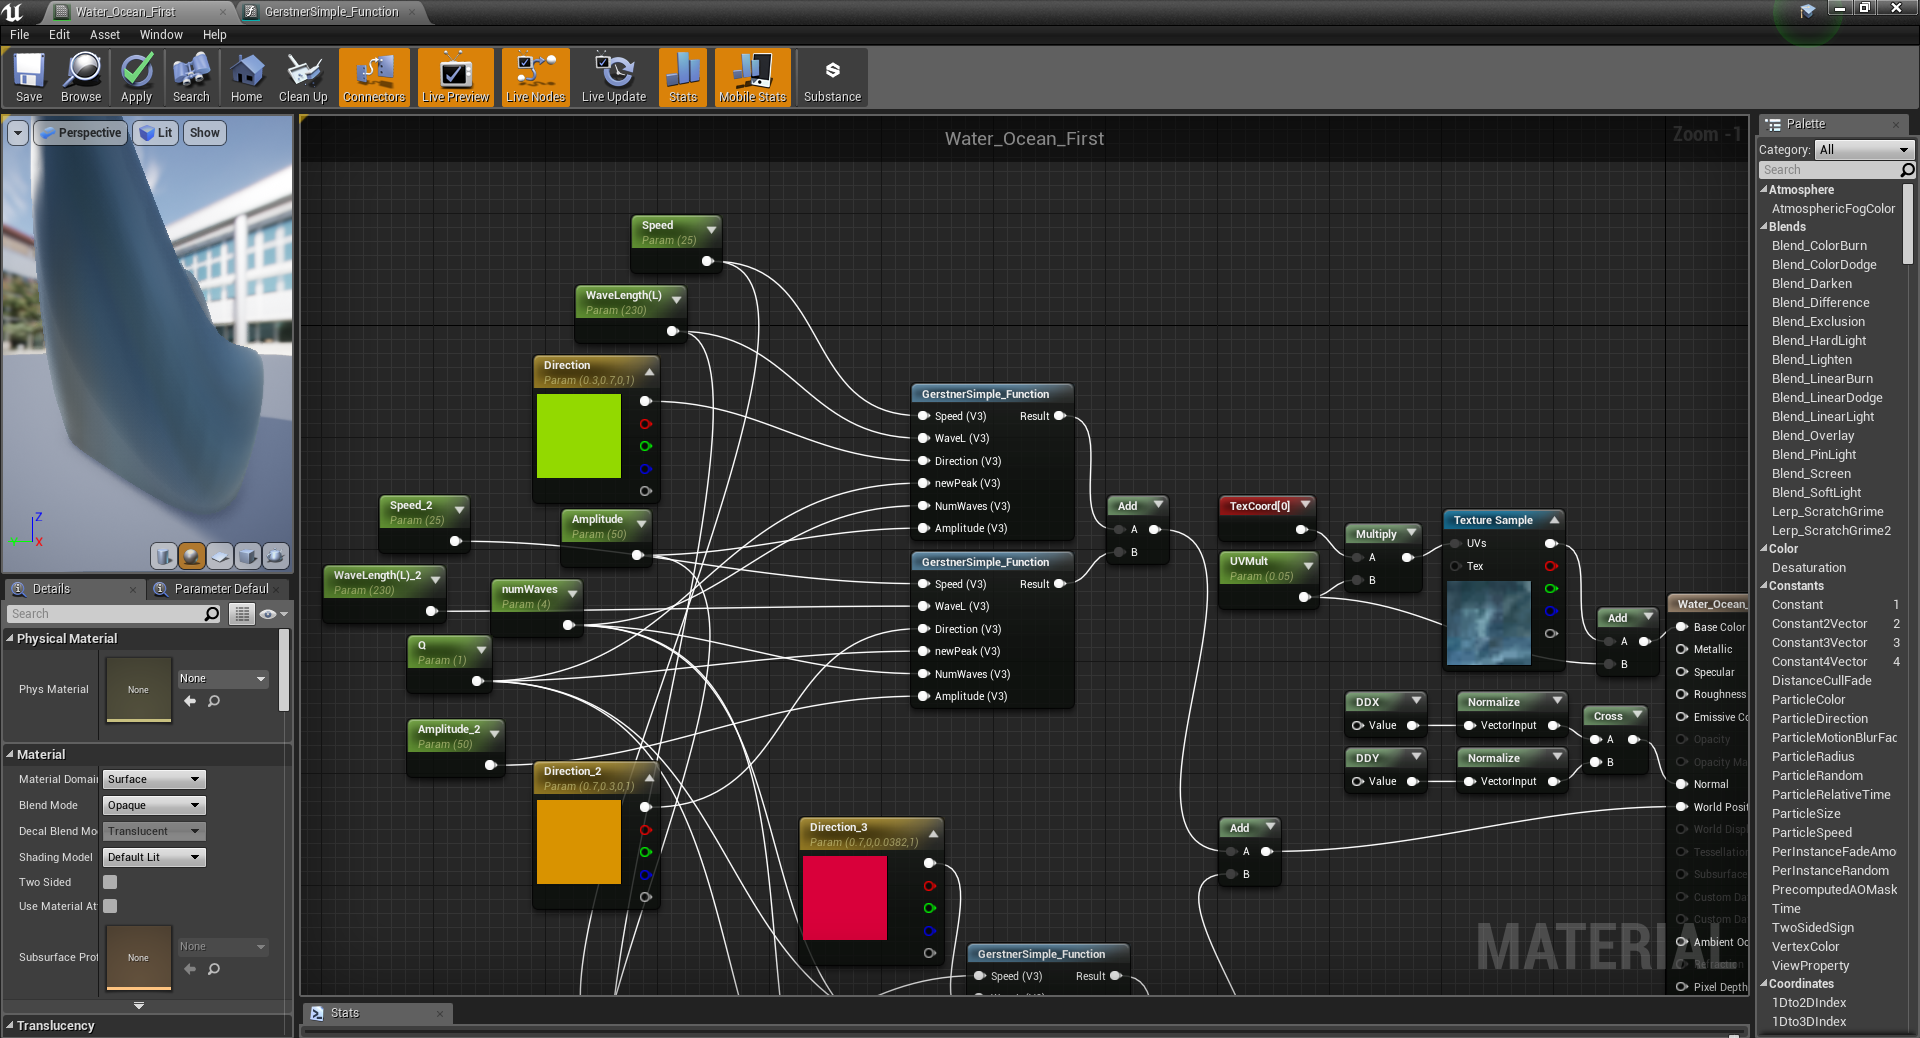 Water_Ocean_First
GerstnerSimple_Function
File Edit Asset Window Help
Save Browse Apply Search Home Clean Up Connectors Live Preview Live Nodes Live Update Stats Mobile Stats Substance
Perspective Lit Show
Z
X
Details
Parameter Defaul
Search
Physical Material
Phys Material
None
None
Material
Material Domai
Surface
Blend Mode
Opaque
Decal Blend Mo
Translucent
Shading Model
Default Lit
Two Sided
Use Material At
Subsurface Prof
None
None
Translucency
Water_Ocean_First
Zoom -1
Speed
Param (25)
WaveLength(L)
Param (230)
Direction
Param (0.3,0.7,0,1)
Speed_2
Param (25)
Amplitude
Param (50)
WaveLength(L)_2
Param (230)
numWaves
Param (4)
Q
Param (1)
Amplitude_2
Param (50)
Direction_2
Param (0.7,0.3,0,1)
Direction_3
Param (0.7,0,0.0382,1)
GerstnerSimple_Function
Speed (V3) Result
WaveL (V3)
Direction (V3)
newPeak (V3)
NumWaves (V3)
Amplitude (V3)
GerstnerSimple_Function
Speed (V3) Result
WaveL (V3)
Direction (V3)
newPeak (V3)
NumWaves (V3)
Amplitude (V3)
GerstnerSimple_Function
Speed (V3) Result
Add
A
B
TexCoord[0]
UVMult
Param (0.05)
Multiply
A
B
Texture Sample
UVs
Tex
Add
A
B
DDX
Value
Normalize
VectorInput
DDY
Value
Normalize
VectorInput
Cross
A
B
Add
A
B
Water_Ocean_
Base Color
Metallic
Specular
Roughness
Emissive Co
Opacity
Opacity Ma
Normal
World Posit
World Displ
Tessellation
Subsurface
Custom Da
Custom Da
Ambient Oc
Refraction
Pixel Depth
MATERIAL
Stats
Palette
Category: All
Search
Atmosphere
AtmosphericFogColor
Blends
Blend_ColorBurn
Blend_ColorDodge
Blend_Darken
Blend_Difference
Blend_Exclusion
Blend_HardLight
Blend_Lighten
Blend_LinearBurn
Blend_LinearDodge
Blend_LinearLight
Blend_Overlay
Blend_PinLight
Blend_Screen
Blend_SoftLight
Lerp_ScratchGrime
Lerp_ScratchGrime2
Color
Desaturation
Constants
Constant 1
Constant2Vector 2
Constant3Vector 3
Constant4Vector 4
DistanceCullFade
ParticleColor
ParticleDirection
ParticleMotionBlurFac
ParticleRadius
ParticleRandom
ParticleRelativeTime
ParticleSize
ParticleSpeed
PerInstanceFadeAmo
PerInstanceRandom
PrecomputedAOMask
Time
TwoSidedSign
VertexColor
ViewProperty
Coordinates
1Dto2DIndex
1Dto3DIndex